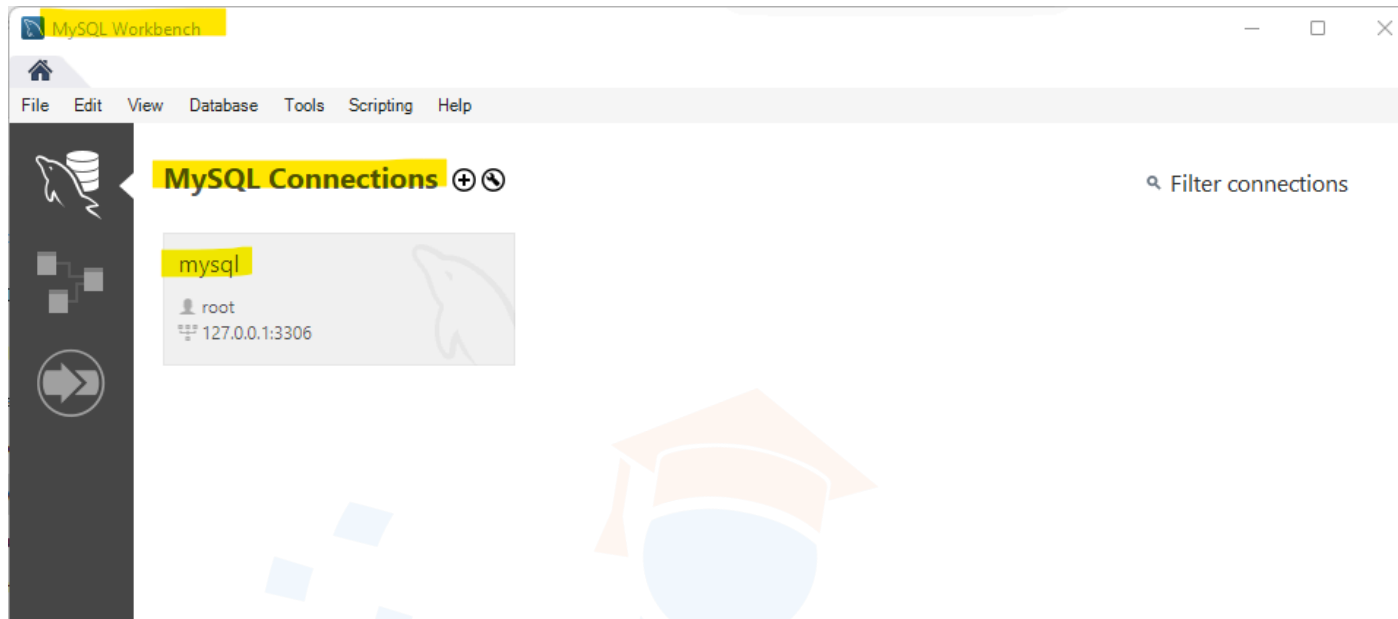 MySQL Workbench
File Edit View Database Tools Scripting Help
MySQL Connections
Filter connections
mysql
root
127.0.0.1:3306